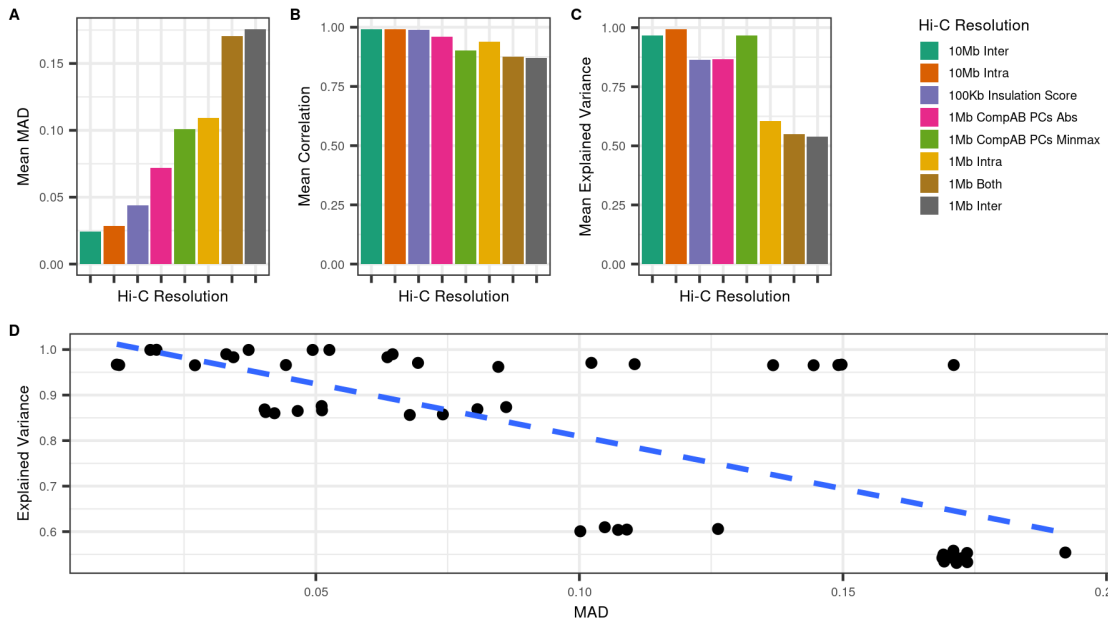 A
Mean MAD
0.15
0.10
0.05
0.00
Hi-C Resolution
B
Mean Correlation
1.00
0.75
0.50
0.25
0.00
Hi-C Resolution
C
Mean Explained Variance
1.00
0.75
0.50
0.25
0.00
Hi-C Resolution
Hi-C Resolution
10Mb Inter
10Mb Intra
100Kb Insulation Score
1Mb CompAB PCs Abs
1Mb CompAB PCs Minmax
1Mb Intra
1Mb Both
1Mb Inter
D
Explained Variance
1.0
0.9
0.8
0.7
0.6
0.05
0.10
0.15
MAD